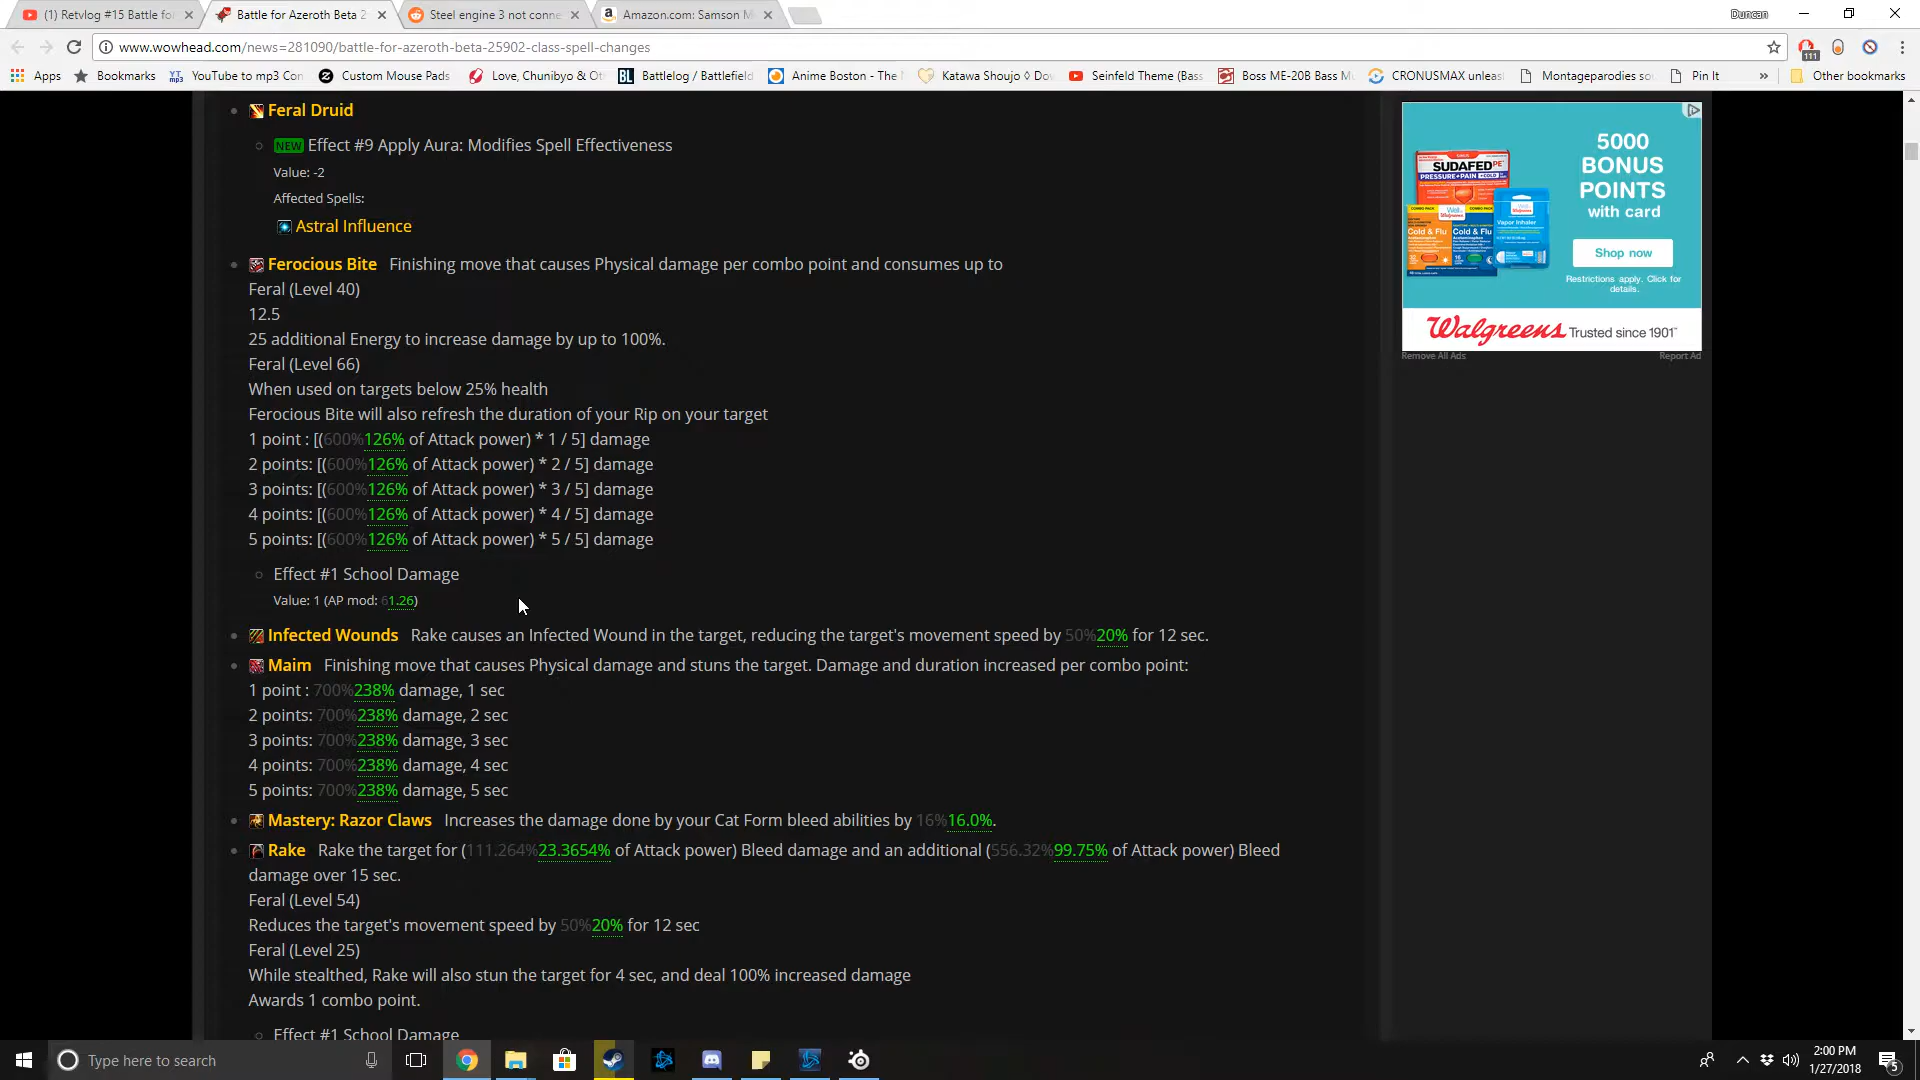 (1) Retvlog #15 Battle fo
Battle for Azeroth Beta 2
Steel engine 3 not conne
Amazon.com: Samson M
Duncan
www.wowhead.com/news=281090/battle-for-azeroth-beta-25902-class-spell-changes
111
Apps
Bookmarks
YouTube to mp3 Con
Custom Mouse Pads
Love, Chunibyo & Ot
BL Battlelog / Battlefield
Anime Boston - The
Katawa Shoujo ◊ Do
Seinfeld Theme (Bass
Boss ME-20B Bass M
CRONUSMAX unleas
Montageparodies so
Pin It
»
Other bookmarks
Feral Druid
NEW Effect #9 Apply Aura: Modifies Spell Effectiveness
Value: -2
Affected Spells:
Astral Influence
Ferocious Bite Finishing move that causes Physical damage per combo point and consumes up to
Feral (Level 40)
12.5
25 additional Energy to increase damage by up to 100%.
Feral (Level 66)
When used on targets below 25% health
Ferocious Bite will also refresh the duration of your Rip on your target
1 point : [(600%126% of Attack power) * 1 / 5] damage
2 points: [(600%126% of Attack power) * 2 / 5] damage
3 points: [(600%126% of Attack power) * 3 / 5] damage
4 points: [(600%126% of Attack power) * 4 / 5] damage
5 points: [(600%126% of Attack power) * 5 / 5] damage
Effect #1 School Damage
Value: 1 (AP mod: 61.26)
Infected Wounds Rake causes an Infected Wound in the target, reducing the target's movement speed by 50%20% for 12 sec.
Maim Finishing move that causes Physical damage and stuns the target. Damage and duration increased per combo point:
1 point : 700%238% damage, 1 sec
2 points: 700%238% damage, 2 sec
3 points: 700%238% damage, 3 sec
4 points: 700%238% damage, 4 sec
5 points: 700%238% damage, 5 sec
Mastery: Razor Claws Increases the damage done by your Cat Form bleed abilities by 16%16.0%.
Rake Rake the target for (111.264%23.3654% of Attack power) Bleed damage and an additional (556.32%99.75% of Attack power) Bleed
damage over 15 sec.
Feral (Level 54)
Reduces the target's movement speed by 50%20% for 12 sec
Feral (Level 25)
While stealthed, Rake will also stun the target for 4 sec, and deal 100% increased damage
Awards 1 combo point.
Effect #1 School Damage
5000
BONUS
POINTS
with card
Shop now
Restrictions apply. Click for
details.
SUDAFED PE
PRESSURE+PAIN+COLD
Cold & Flu
Cold & Flu
Vapor Inhaler
Walgreens Trusted since 1901
Remove All Ads
Report Ad
Type here to search
2:00 PM
1/27/2018
5